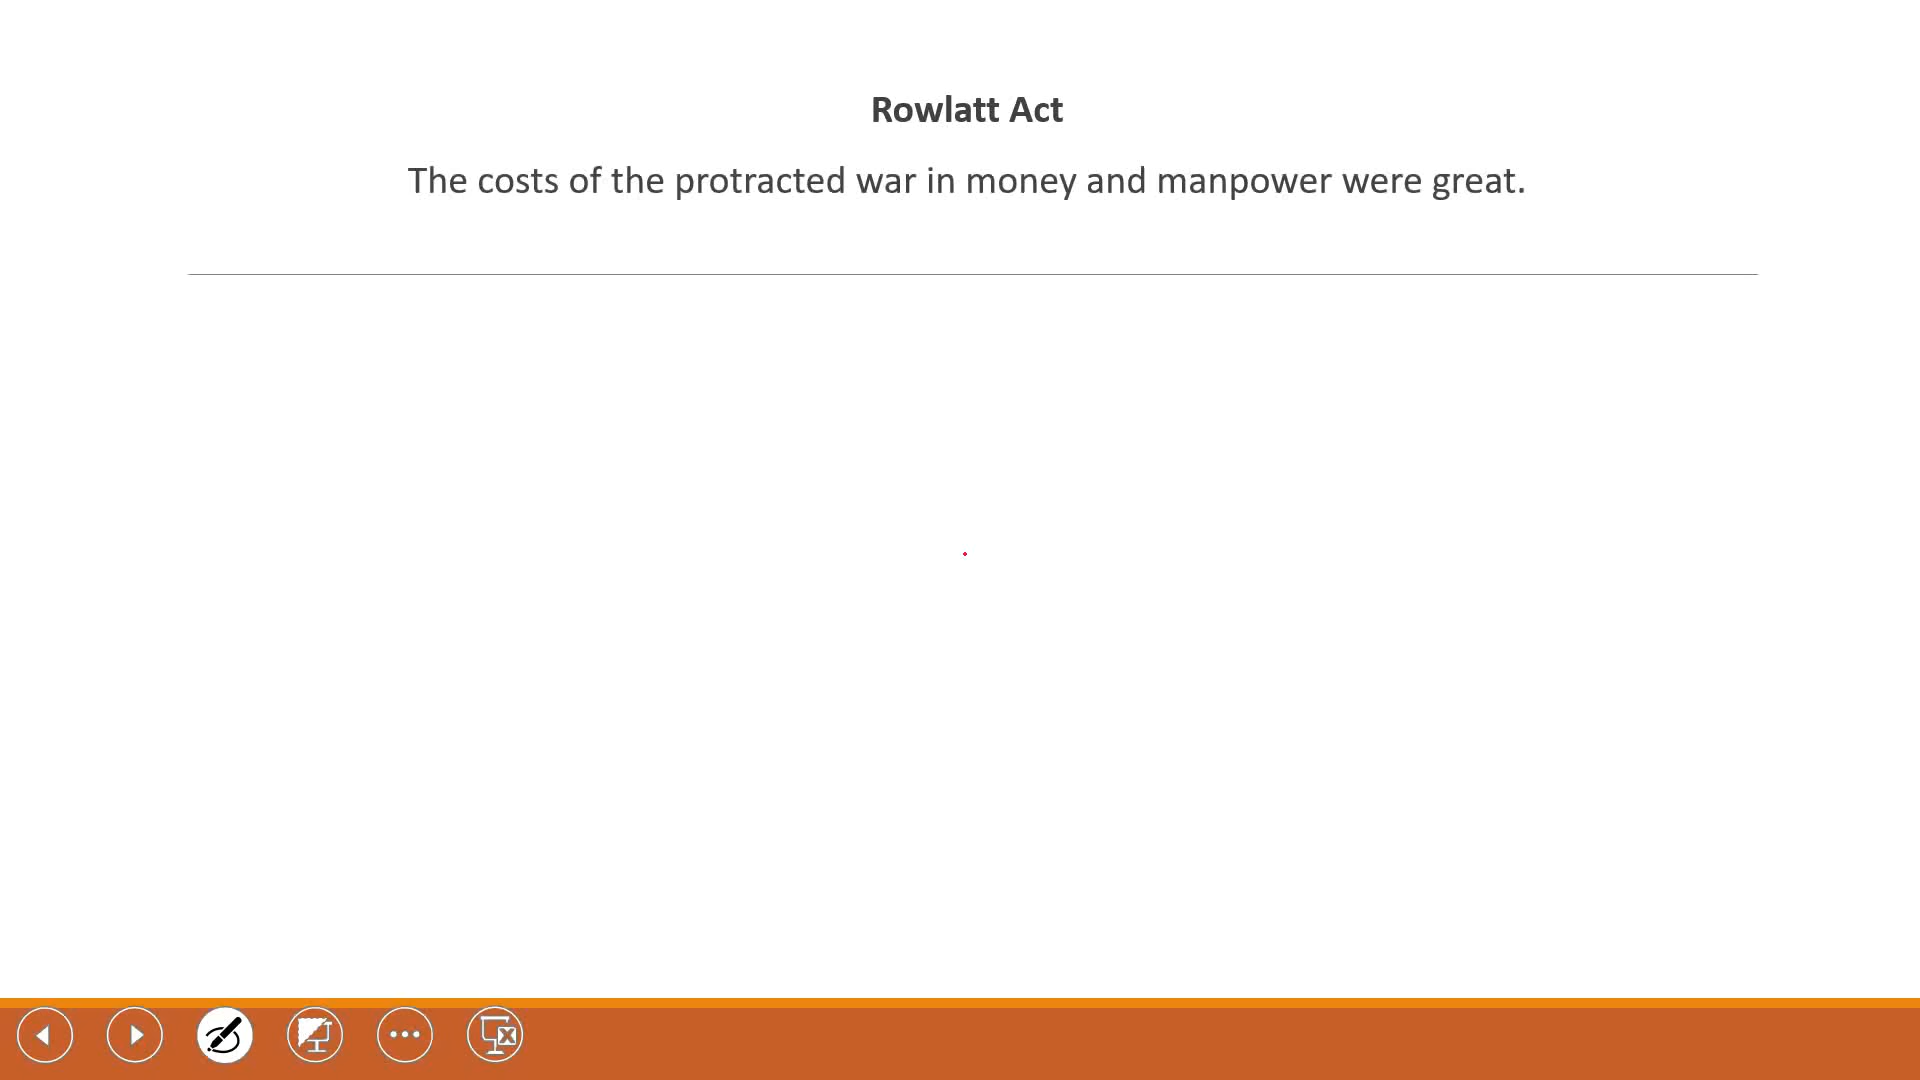 Rowlatt Act
The costs of the protracted war in money and manpower were great.